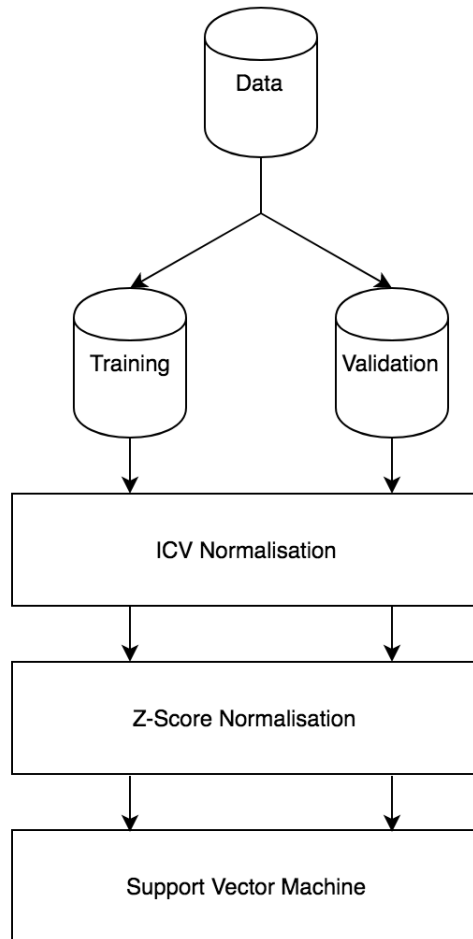 Data
Training
Validation
ICV Normalisation
Z-Score Normalisation
Support Vector Machine